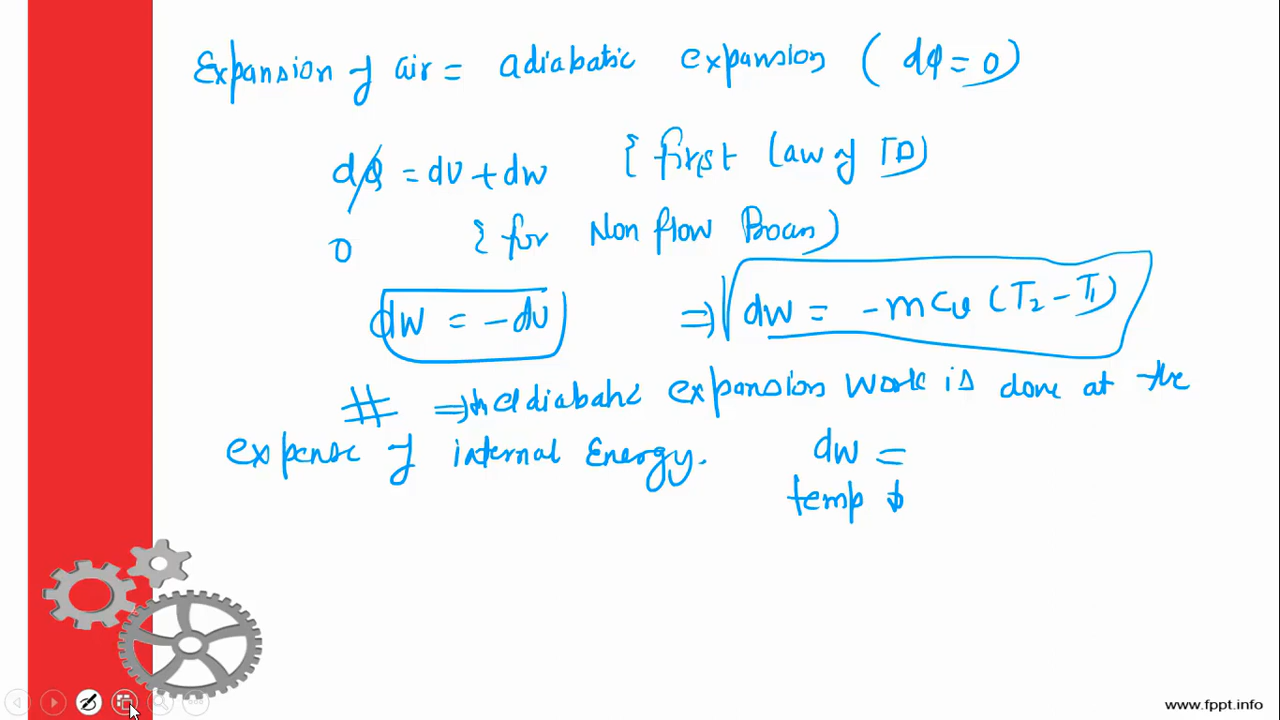 Expansion of air = adiabatic expansion (dQ = 0)
dQ = dU + dw { first law of TD)
0 { for Non flow Process)
dw = -dU ⇒ dw = -mcv (T2 - T1)
# ⇒ In adiabatic expansion work is done at the
expense of internal Energy. dw =
temp ↓
www.fppt.info